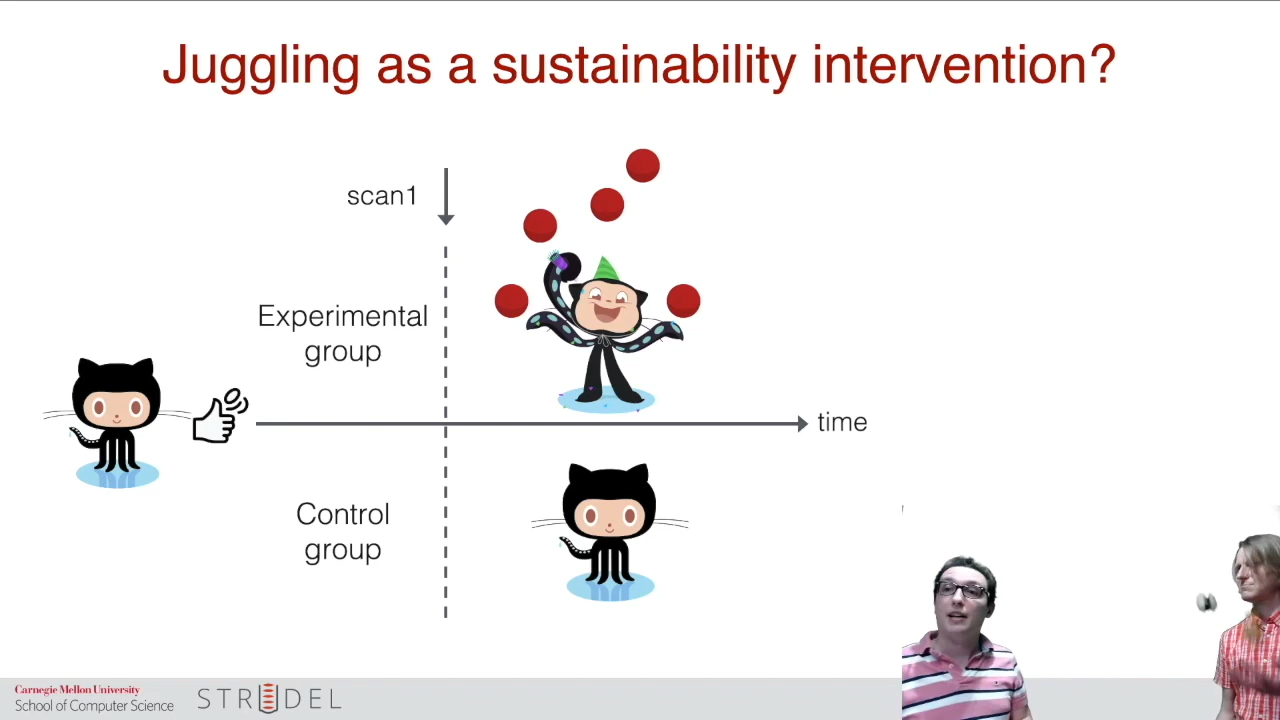 Juggling as a sustainability intervention?
scan1
Experimental
group
time
Control
group
Carnegie Mellon University
School of Computer Science
STRUDEL